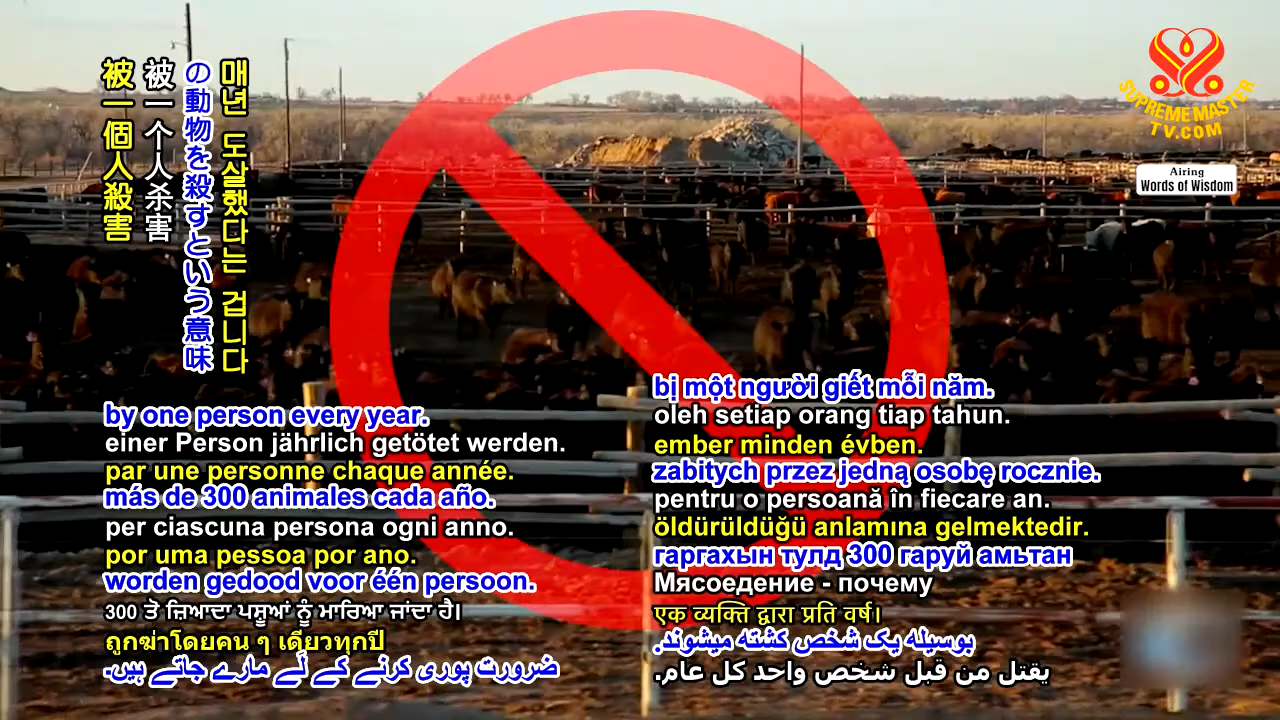 매년 도살했다는 겁니다
の動物を殺すという意味
被一个人杀害
被一個人殺害
by one person every year.
einer Person jährlich getötet werden.
par une personne chaque année.
más de 300 animales cada año.
per ciascuna persona ogni anno.
por uma pessoa por ano.
worden gedood voor één persoon.
300 ਤੋਂ ਜ਼ਿਆਦਾ ਪਸ਼ੂਆਂ ਨੂੰ ਮਾਰਿਆ ਜਾਂਦਾ ਹੈ।
ถูกฆ่าโดยคน ๆ เดียวทุกปี
ضرورت پوری کرنے کے لَے مارے جاتے ہیں.
bị một người giết mỗi năm.
oleh setiap orang tiap tahun.
ember minden évben.
zabitych przez jedną osobę rocznie.
pentru o persoană în fiecare an.
öldürüldüğü anlamına gelmektedir.
гаргахын тулд 300 гаруй амьтан
Мясоедение - почему
एक व्यक्ति द्वारा प्रति वर्ष।
بوسیله یک شخص کشته میشوند.
يقتل من قبل شخص واحد كل عام.
SUPREME MASTER
TV.COM
Airing
Words of Wisdom